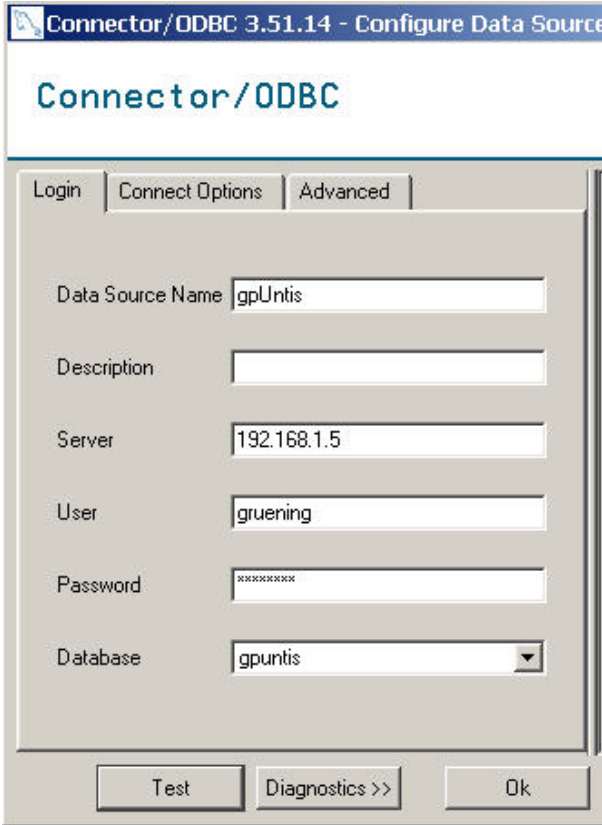 Connector/ODBC 3.51.14 - Configure Data Source
Connector/ODBC
Login Connect Options Advanced
Data Source Name gpUntis
Description
Server 192.168.1.5
User gruening
Password ********
Database gpuntis
Test Diagnostics >> Ok